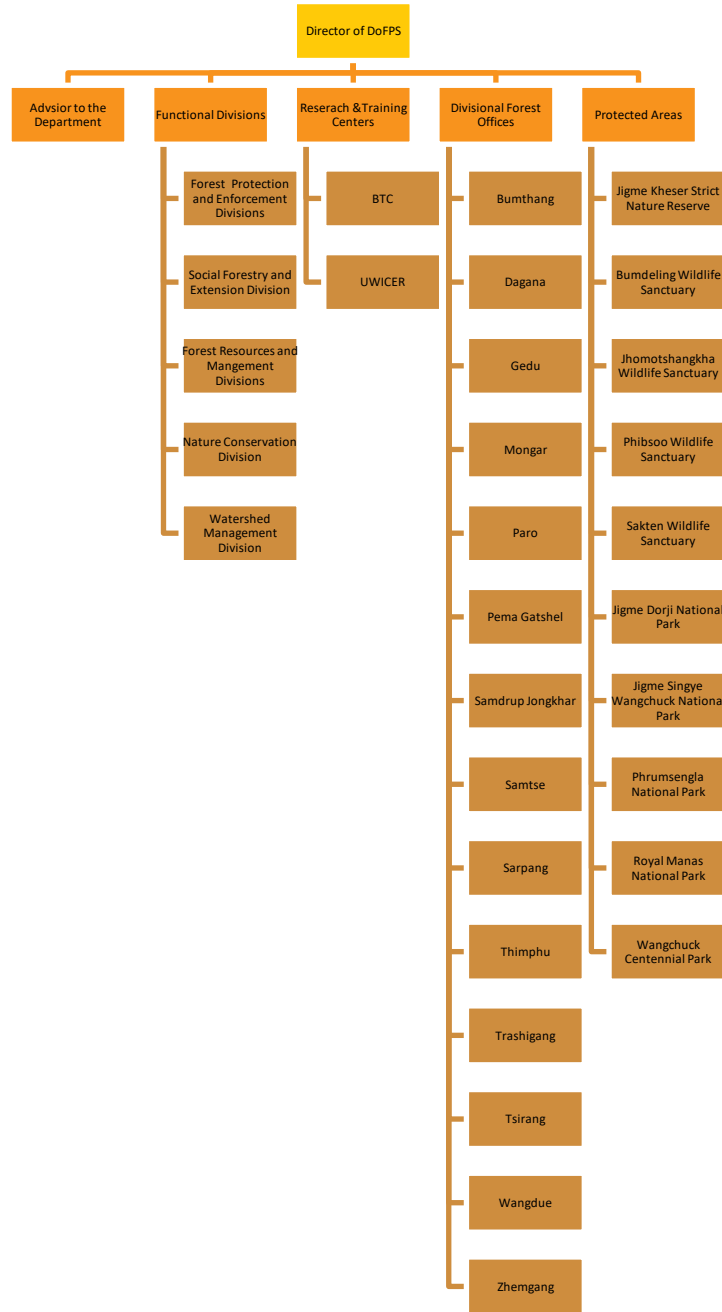 Director of DoFPS
Advsior to the
Department
Functional Divisions
Reserach &Training
Centers
Divisional Forest
Offices
Protected Areas
Forest  Protection
and Enforcement
Divisions
Social Forestry and
Extension Division
Forest Resources and
Mangement
Divisions
Nature Conservation
Division
Watershed
Management
Division
BTC
UWICER
Bumthang
Dagana
Gedu
Mongar
Paro
Pema Gatshel
Samdrup Jongkhar
Samtse
Sarpang
Thimphu
Trashigang
Tsirang
Wangdue
Zhemgang
Jigme Kheser Strict
Nature Reserve
Bumdeling Wildlife
Sanctuary
Jhomotshangkha
Wildlife Sanctuary
Phibsoo Wildlife
Sanctuary
Sakten Wildlife
Sanctuary
Jigme Dorji National
Park
Jigme Singye
Wangchuck National
Park
Phrumsengla
National Park
Royal Manas
National Park
Wangchuck
Centennial Park